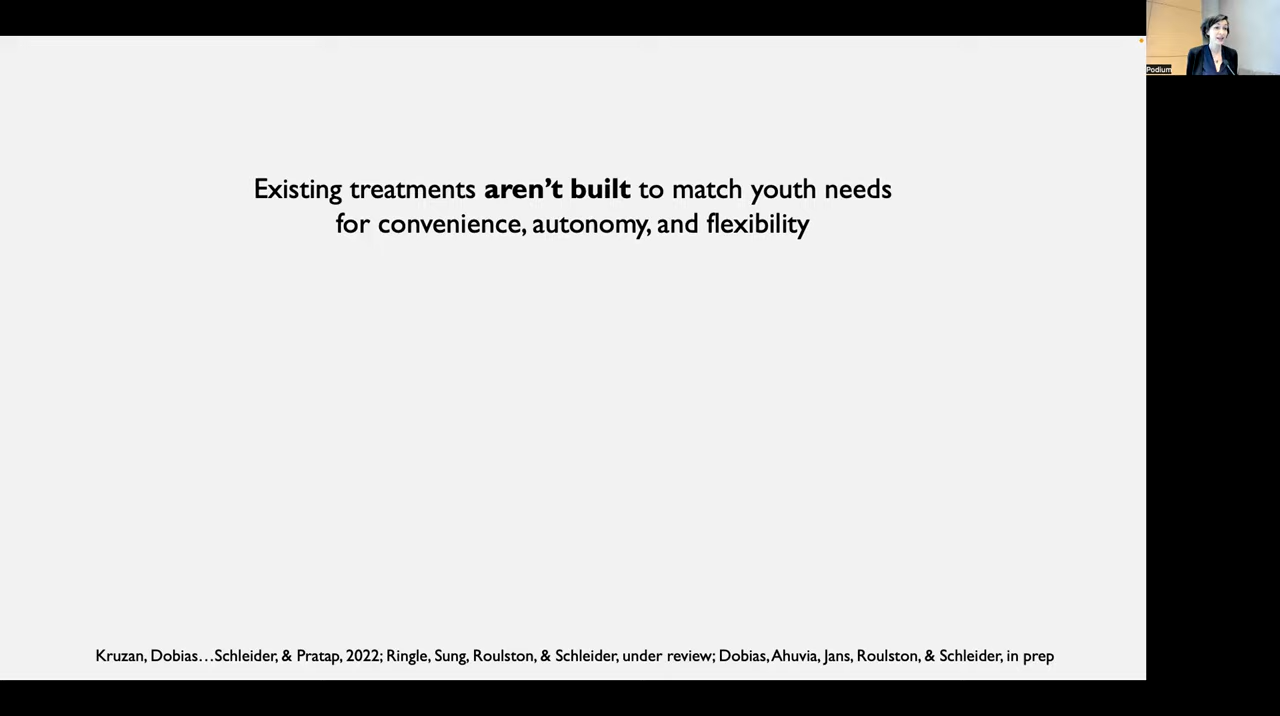 Podium
Existing treatments aren’t built to match youth needs
for convenience, autonomy, and flexibility
Kruzan, Dobias…Schleider, & Pratap, 2022; Ringle, Sung, Roulston, & Schleider, under review; Dobias, Ahuvia, Jans, Roulston, & Schleider, in prep